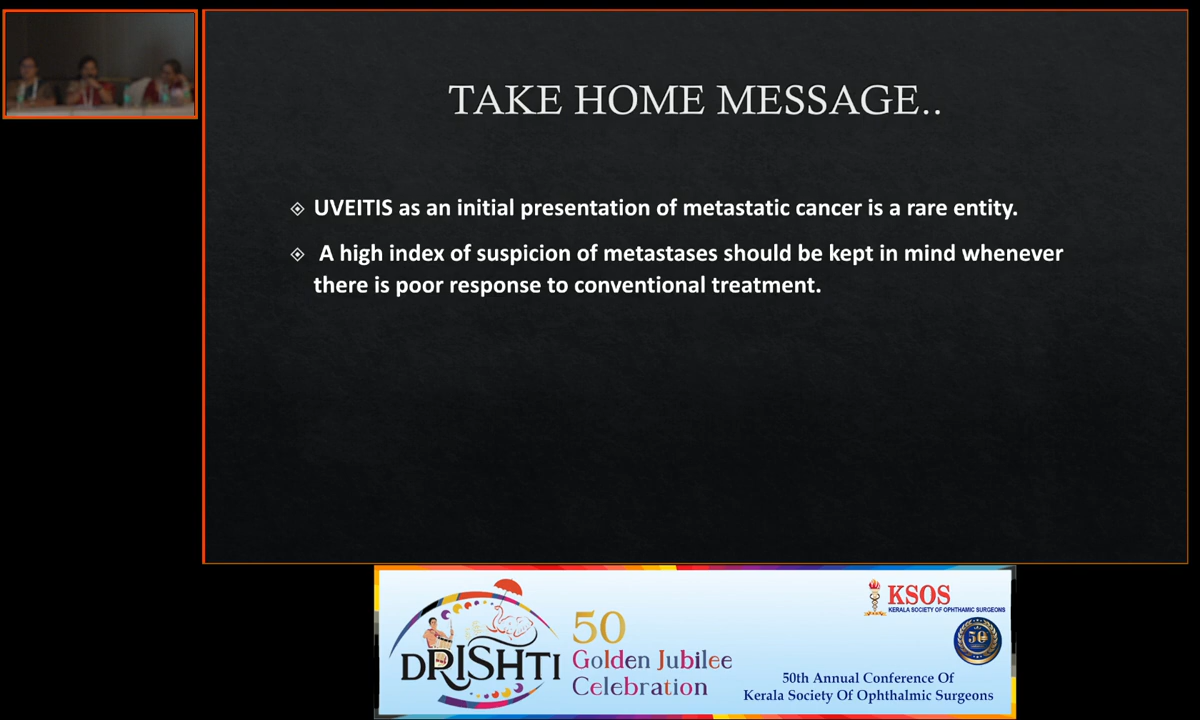 TAKE HOME MESSAGE..
UVEITIS as an initial presentation of metastatic cancer is a rare entity.
A high index of suspicion of metastases should be kept in mind whenever
there is poor response to conventional treatment.
DRISHTI
50
Golden Jubilee
Celebration
KSOS
KERALA SOCIETY OF OPHTHAMIC SURGEONS
50
50th Annual Conference Of
Kerala Society Of Ophthalmic Surgeons